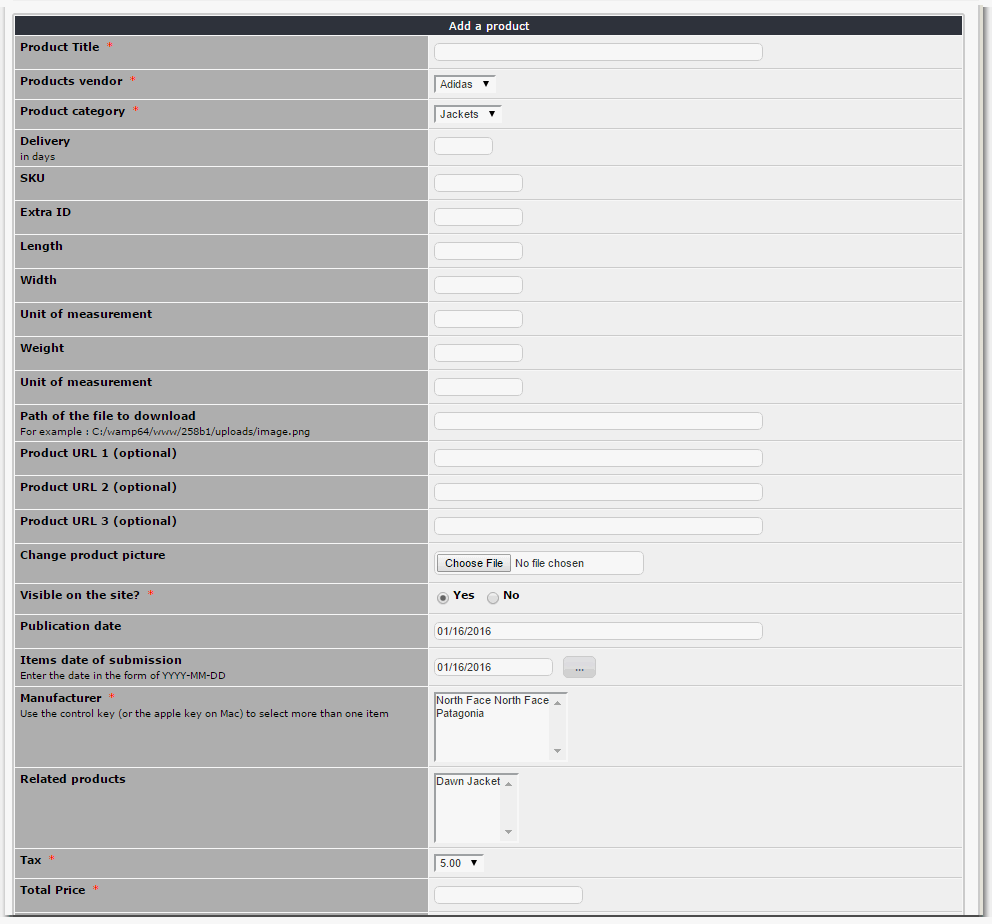 Add a product
Product Title *
Products vendor *
Adidas
Product category *
Jackets
Delivery
in days
SKU
Extra ID
Length
Width
Unit of measurement
Weight
Unit of measurement
Path of the file to download
For example : C:/wamp64/www/258b1/uploads/image.png
Product URL 1 (optional)
Product URL 2 (optional)
Product URL 3 (optional)
Change product picture
Choose File No file chosen
Visible on the site? *
Yes No
Publication date
01/16/2016
Items date of submission
Enter the date in the form of YYYY-MM-DD
01/16/2016 ...
Manufacturer *
Use the control key (or the apple key on Mac) to select more than one item
North Face North Face
Patagonia
Related products
Dawn Jacket
Tax *
5.00
Total Price *